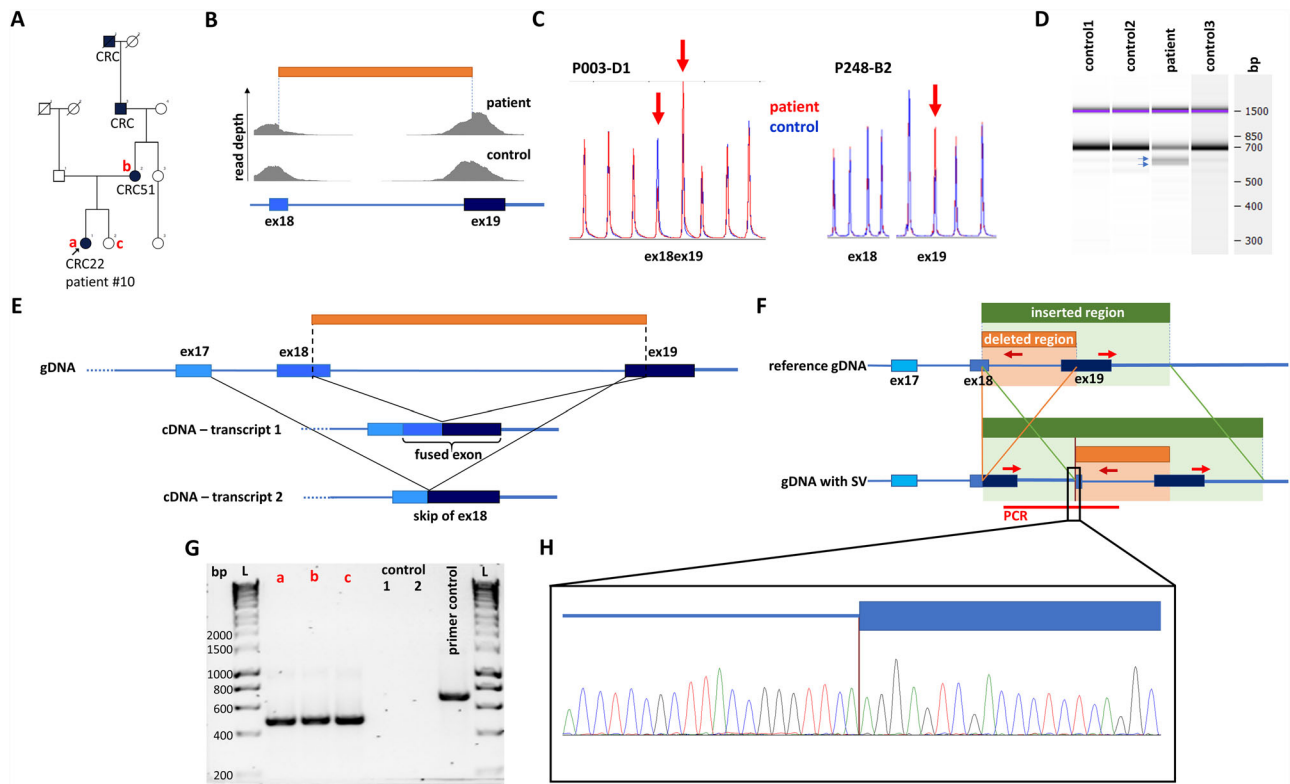 A
CRC
CRC
b
CRC51
a
c
CRC22
patient #10
B
read depth
patient
control
ex18
ex19
C
P003-D1
P248-B2
patient
control
ex18ex19
ex18
ex19
D
control1
control2
patient
control3
bp
1500
850
700
500
400
300
E
gDNA
ex17
ex18
ex19
cDNA – transcript 1
fused exon
cDNA – transcript 2
skip of ex18
F
inserted region
deleted region
reference gDNA
ex17
ex18
ex19
gDNA with SV
PCR
G
bp
L
a
b
c
control
1
2
primer control
L
2000
1500
1000
800
600
400
200
H